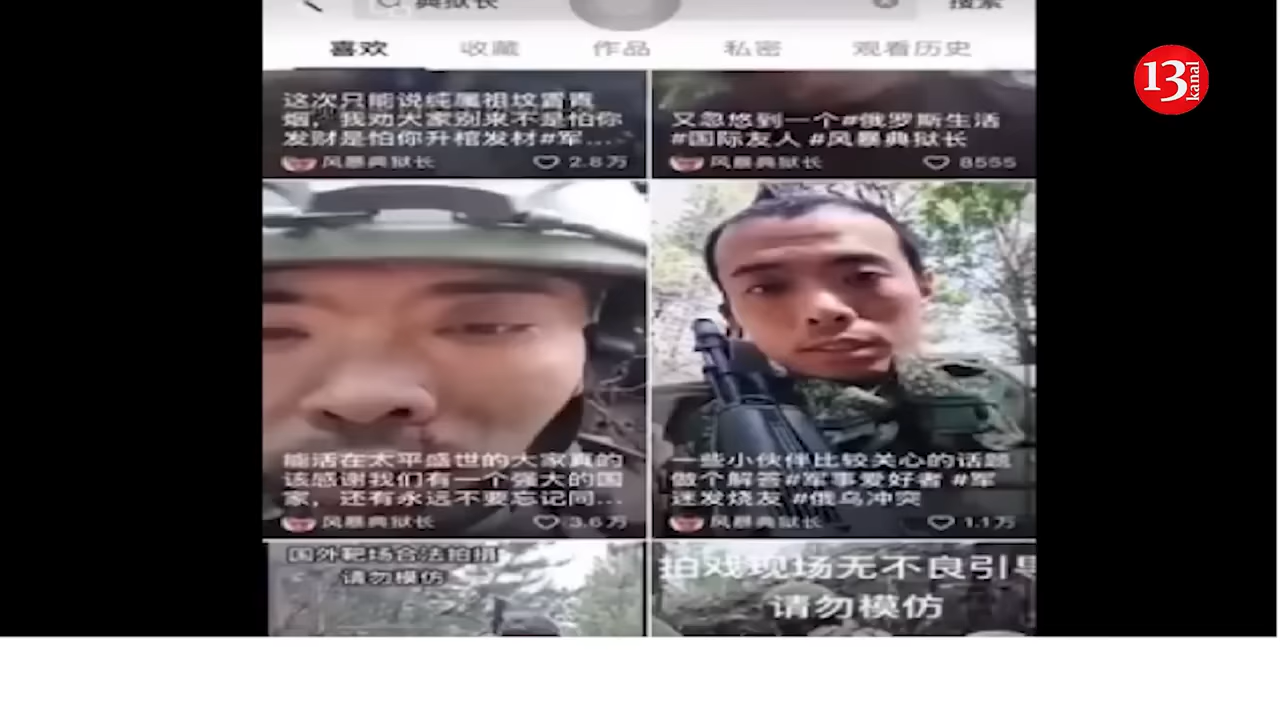 典狱长
搜索
喜欢
收藏
作品
私密
观看历史
这次只能说纯属祖坟冒青
烟，我劝大家别来不是怕你
发财是怕你升棺发材#军...
风暴典狱长
2.8万
又忽悠到一个#俄罗斯生活
#国际友人 #风暴典狱长
风暴典狱长
8555
能活在太平盛世的大家真的
该感谢我们有一个强大的国
家，还有永远不要忘记问...
风暴典狱长
3.6万
一些小伙伴比较关心的话题
做个解答#军事爱好者 #军
迷发烧友 #俄乌冲突
风暴典狱长
1.1万
国外靶场合法拍摄
请勿模仿
拍戏现场无不良引导
请勿模仿
13
kanal